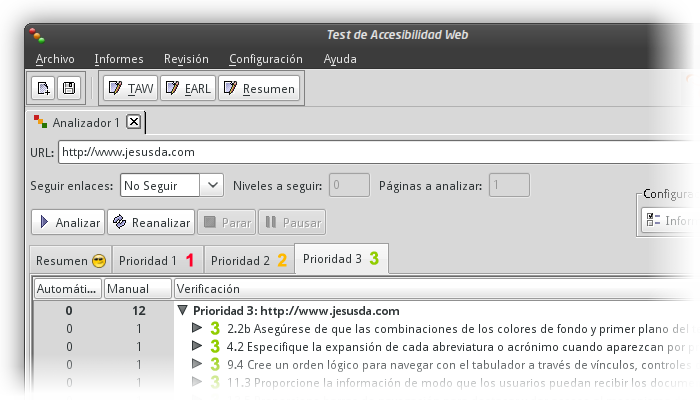 Test de Accesibilidad Web
Archivo Informes Revisión Configuración Ayuda
TAW EARL Resumen
Analizador 1
URL: http://www.jesusda.com
Seguir enlaces: No Seguir Niveles a seguir: 0 Páginas a analizar: 1
Configura
Analizar Reanalizar Parar Pausar Infor
Resumen Prioridad 1 1 Prioridad 2 2 Prioridad 3 3
Automáti... Manual Verificación
0 12 Prioridad 3: http://www.jesusda.com
0 1 3 2.2b Asegúrese de que las combinaciones de los colores de fondo y primer plano del
0 1 3 4.2 Especifique la expansión de cada abreviatura o acrónimo cuando aparezcan por
0 1 3 9.4 Cree un orden lógico para navegar con el tabulador a través de vínculos, controles
0 1 3 11.3 Proporcione la información de modo que los usuarios puedan recibir los docum